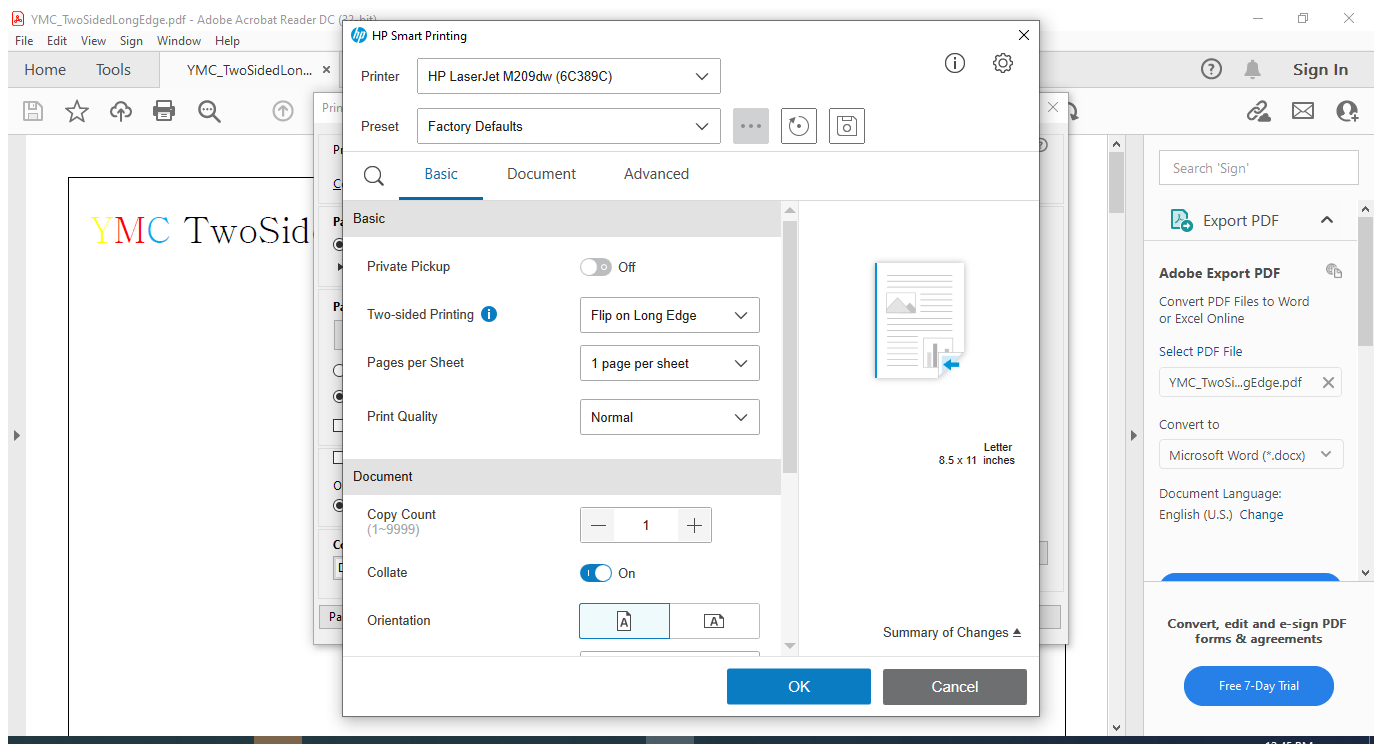 YMC_TwoSidedLongEdge.pdf - Adobe Acrobat Reader DC (32-bit)
File Edit View Sign Window Help
Home Tools YMC_TwoSidedLon... Sign In
YMC TwoSid
HP Smart Printing
Printer HP LaserJet M209dw (6C389C)
Preset Factory Defaults
Basic Document Advanced
Basic
Private Pickup Off
Two-sided Printing Flip on Long Edge
Pages per Sheet 1 page per sheet
Print Quality Normal
Document
Copy Count 1
(1~9999)
Collate On
Orientation
Letter
8.5 x 11 inches
Summary of Changes
OK Cancel
Search 'Sign'
Export PDF
Adobe Export PDF
Convert PDF Files to Word
or Excel Online
Select PDF File
YMC_TwoSi...gEdge.pdf
Convert to
Microsoft Word (*.docx)
Document Language:
English (U.S.) Change
Convert, edit and e-sign PDF
forms & agreements
Free 7-Day Trial